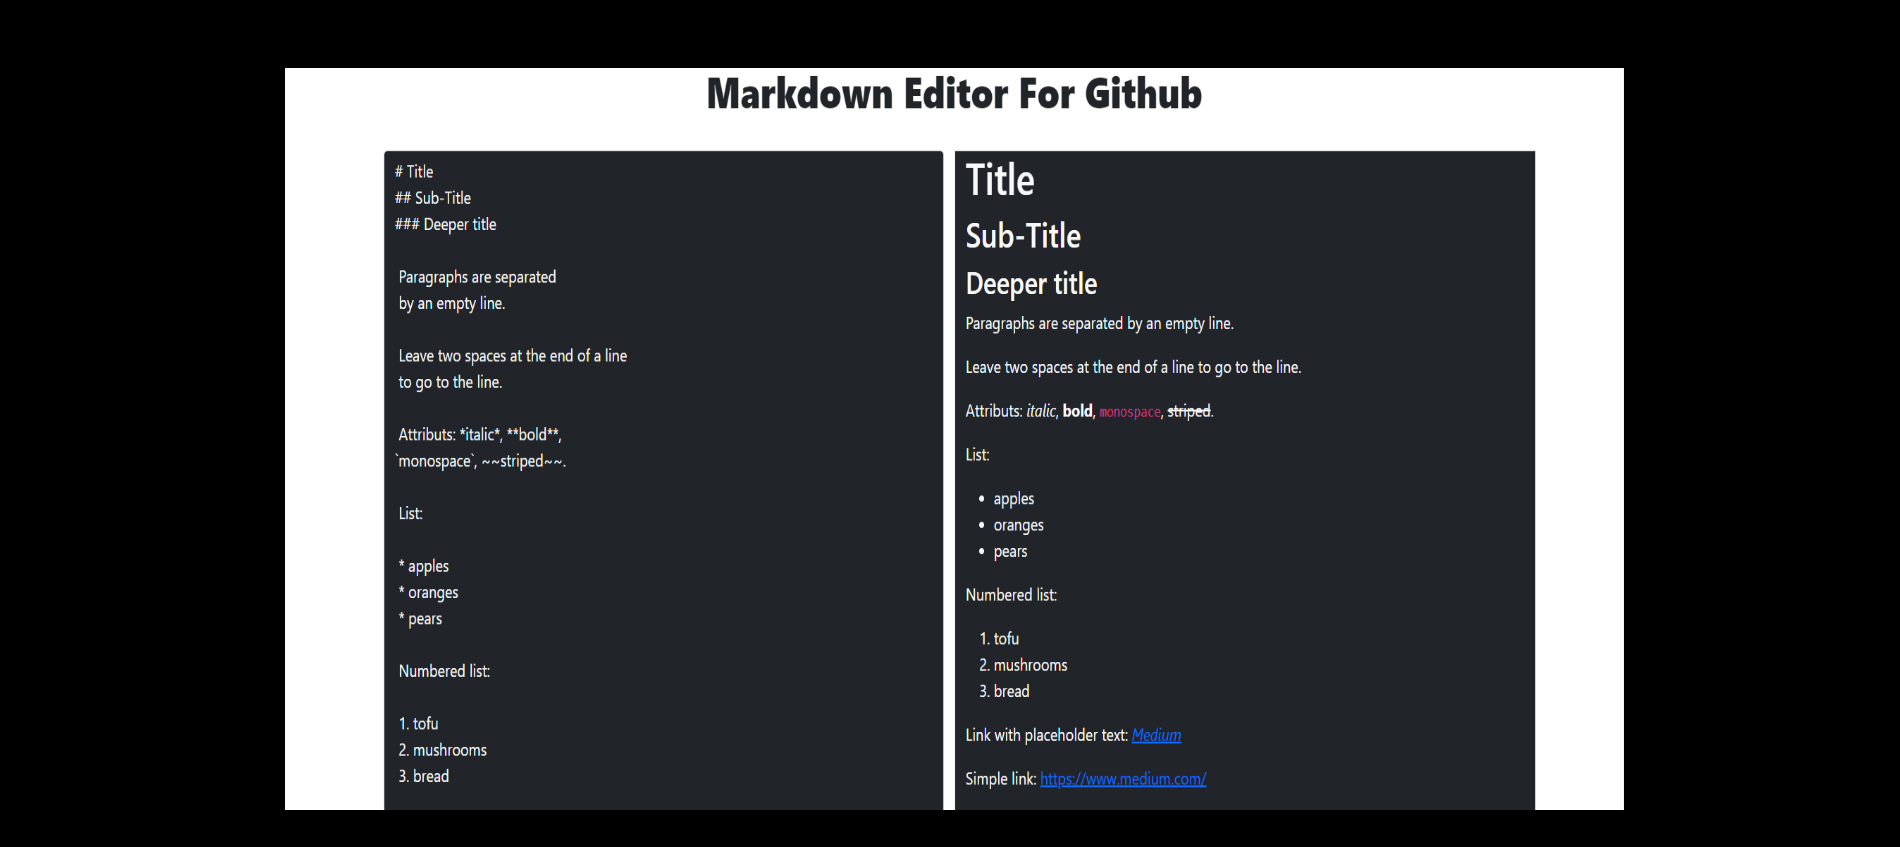 Markdown Editor For Github
# Title
## Sub-Title
### Deeper title
Paragraphs are separated
by an empty line.
Leave two spaces at the end of a line
to go to the line.
Attributs: *italic*, **bold**,
`monospace`, ~~striped~~.
List:
* apples
* oranges
* pears
Numbered list:
1. tofu
2. mushrooms
3. bread
Title
Sub-Title
Deeper title
Paragraphs are separated by an empty line.
Leave two spaces at the end of a line to go to the line.
Attributs: italic, bold, monospace, striped.
List:
• apples
• oranges
• pears
Numbered list:
1. tofu
2. mushrooms
3. bread
Link with placeholder text: Medium
Simple link: https://www.medium.com/